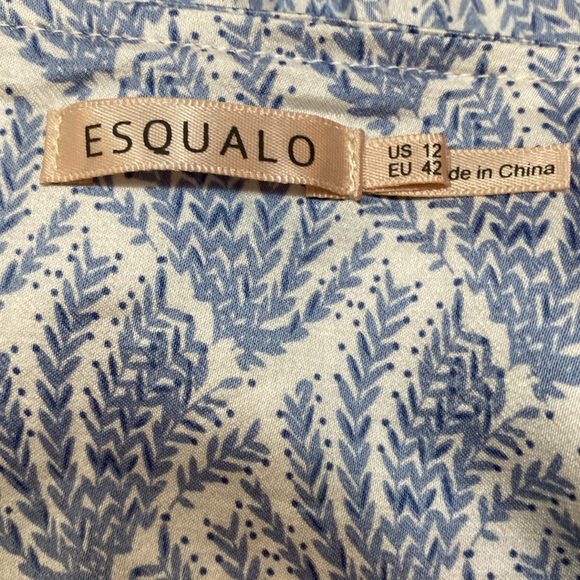 ESQUALO
US 12
EU 42
de in China